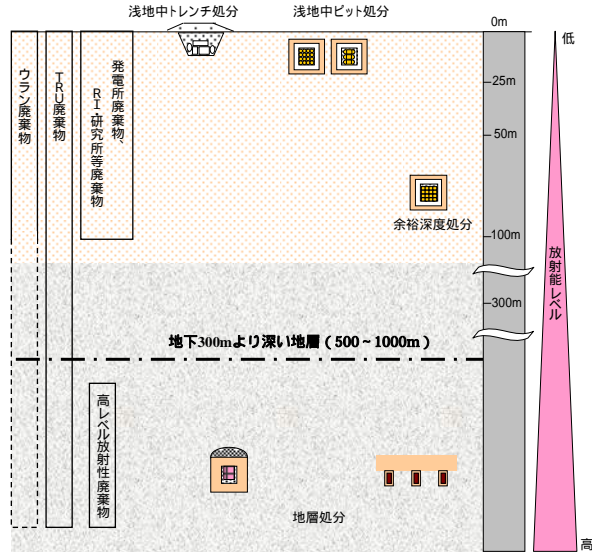 浅地中トレンチ処分
浅地中ピット処分
0m
低
ウラン廃棄物
TRU廃棄物
発電所廃棄物、
RI・研究所等廃棄物
25m
50m
余裕深度処分
100m
放射能レベル
300m
地下300mより深い地層（500～1000m）
高レベル放射性廃棄物
地層処分
高